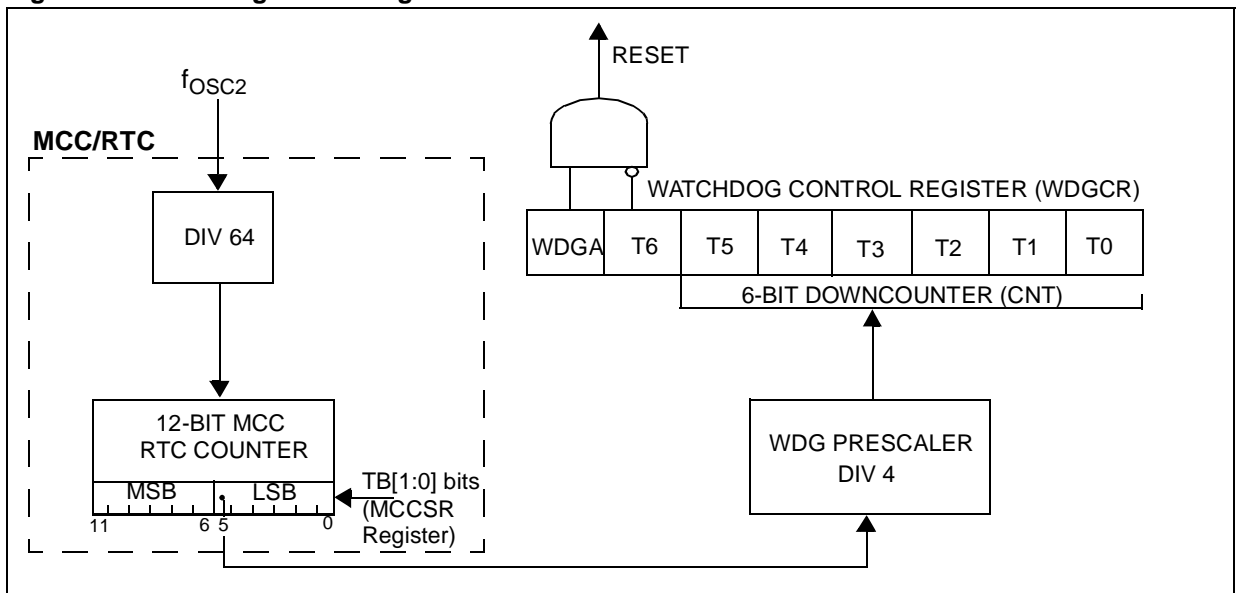 RESET
fOSC2
MCC/RTC
DIV 64
WATCHDOG CONTROL REGISTER (WDGCR)
WDGA T6 T5 T4 T3 T2 T1 T0
6-BIT DOWNCOUNTER (CNT)
12-BIT MCC
RTC COUNTER
MSB LSB
11 6 5 0
TB[1:0] bits
(MCCSR
Register)
WDG PRESCALER
DIV 4